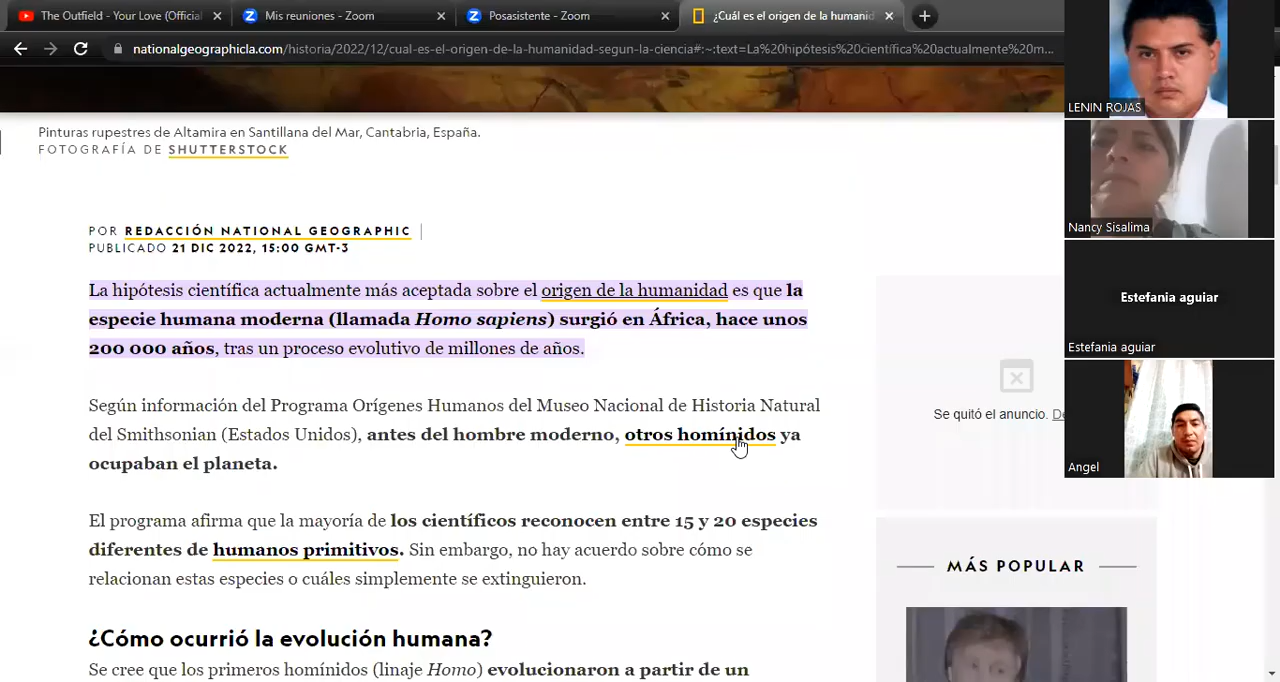 The Outfield - Your Love (Official
Mis reuniones - Zoom
Posasistente - Zoom
¿Cuál es el origen de la humanid
nationalgeographicla.com/historia/2022/12/cual-es-el-origen-de-la-humanidad-segun-la-ciencia#:~:text=La%20hipótesis%20científica%20actualmente%20m...
Pinturas rupestres de Altamira en Santillana del Mar, Cantabria, España.
FOTOGRAFÍA DE SHUTTERSTOCK
POR REDACCIÓN NATIONAL GEOGRAPHIC
PUBLICADO 21 DIC 2022, 15:00 GMT-3
La hipótesis científica actualmente más aceptada sobre el origen de la humanidad es que la
especie humana moderna (llamada Homo sapiens) surgió en África, hace unos
200 000 años, tras un proceso evolutivo de millones de años.
Según información del Programa Orígenes Humanos del Museo Nacional de Historia Natural
del Smithsonian (Estados Unidos), antes del hombre moderno, otros homínidos ya
ocupaban el planeta.
El programa afirma que la mayoría de los científicos reconocen entre 15 y 20 especies
diferentes de humanos primitivos. Sin embargo, no hay acuerdo sobre cómo se
relacionan estas especies o cuáles simplemente se extinguieron.
¿Cómo ocurrió la evolución humana?
Se cree que los primeros homínidos (linaje Homo) evolucionaron a partir de un
Se quitó el anuncio.
MÁS POPULAR
LENIN ROJAS
Nancy Sisalima
Estefania aguiar
Estefania aguiar
Angel